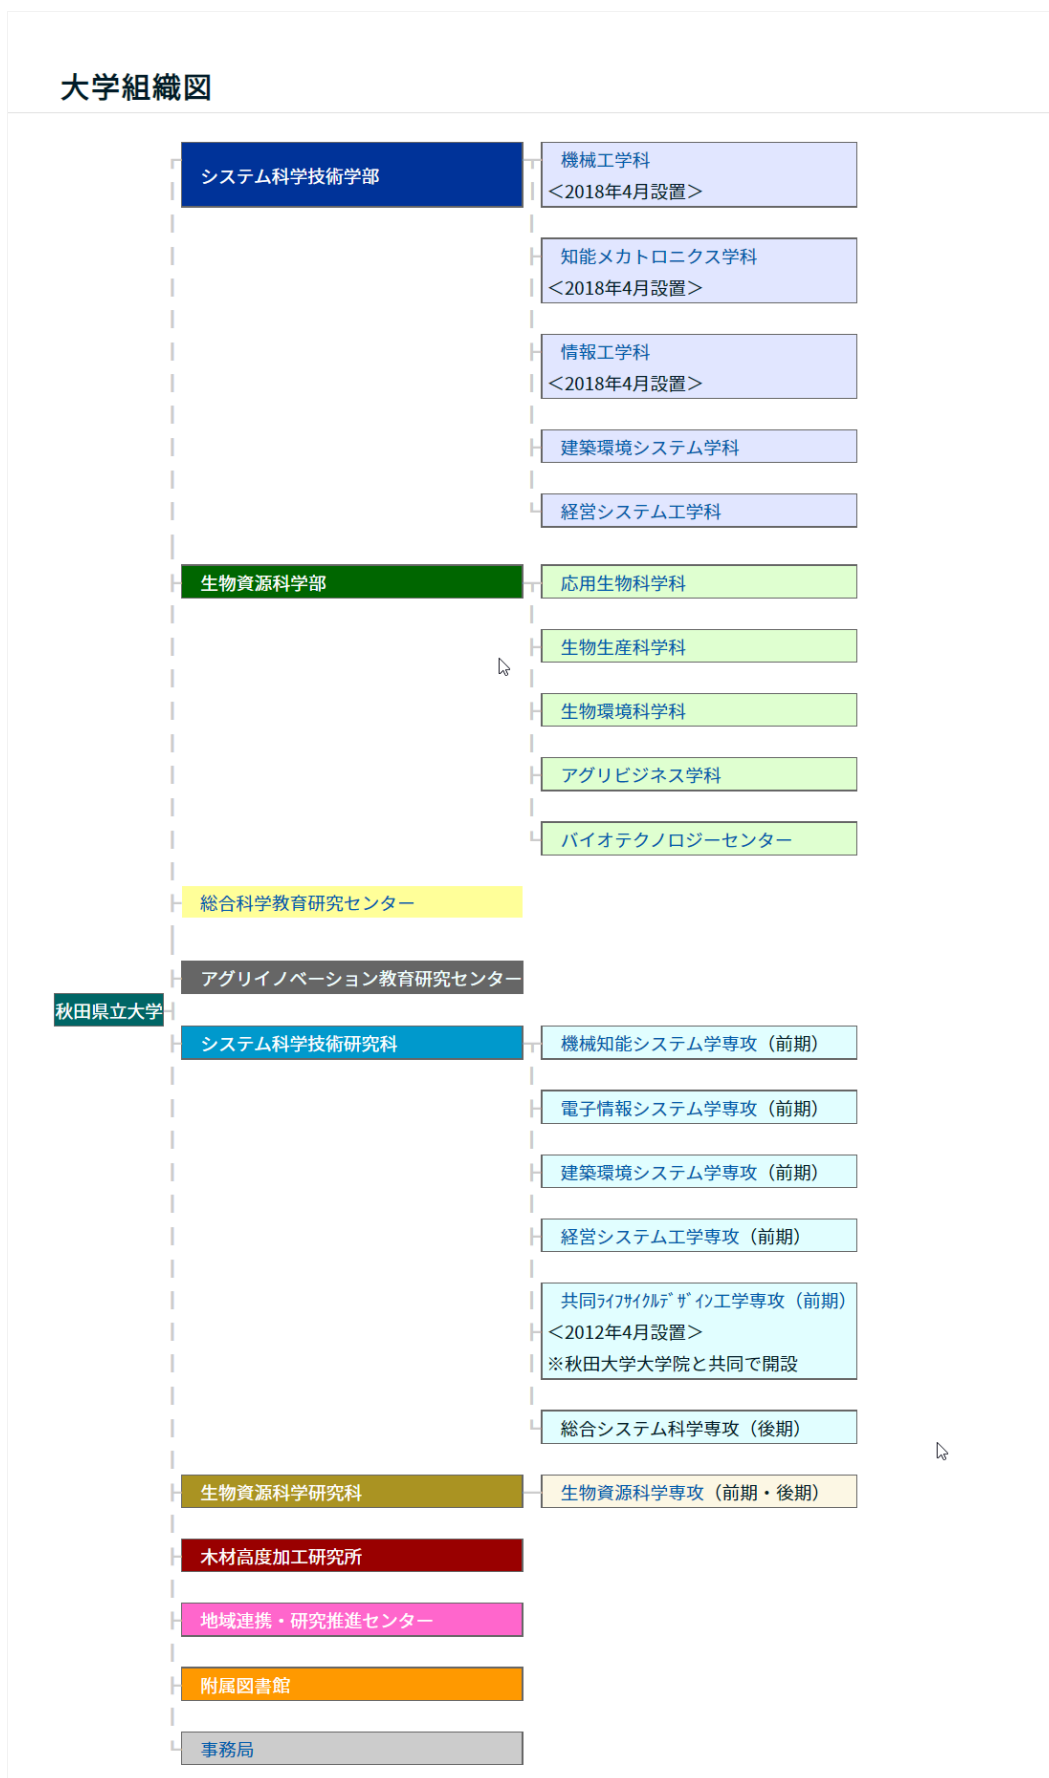 大学組織図
システム科学技術学部
機械工学科
＜2018年4月設置＞
知能メカトロニクス学科
＜2018年4月設置＞
情報工学科
＜2018年4月設置＞
建築環境システム学科
経営システム工学科
生物資源科学部
応用生物科学科
生物生産科学科
生物環境科学科
アグリビジネス学科
バイオテクノロジーセンター
総合科学教育研究センター
アグリイノベーション教育研究センター
秋田県立大学
システム科学技術研究科
機械知能システム学専攻（前期）
電子情報システム学専攻（前期）
建築環境システム学専攻（前期）
経営システム工学専攻（前期）
共同ﾗｲﾌｻｲｸﾙﾃﾞｻﾞｲﾝ工学専攻（前期）
＜2012年4月設置＞
※秋田大学大学院と共同で開設
総合システム科学専攻（後期）
生物資源科学研究科
生物資源科学専攻（前期・後期）
木材高度加工研究所
地域連携・研究推進センター
附属図書館
事務局